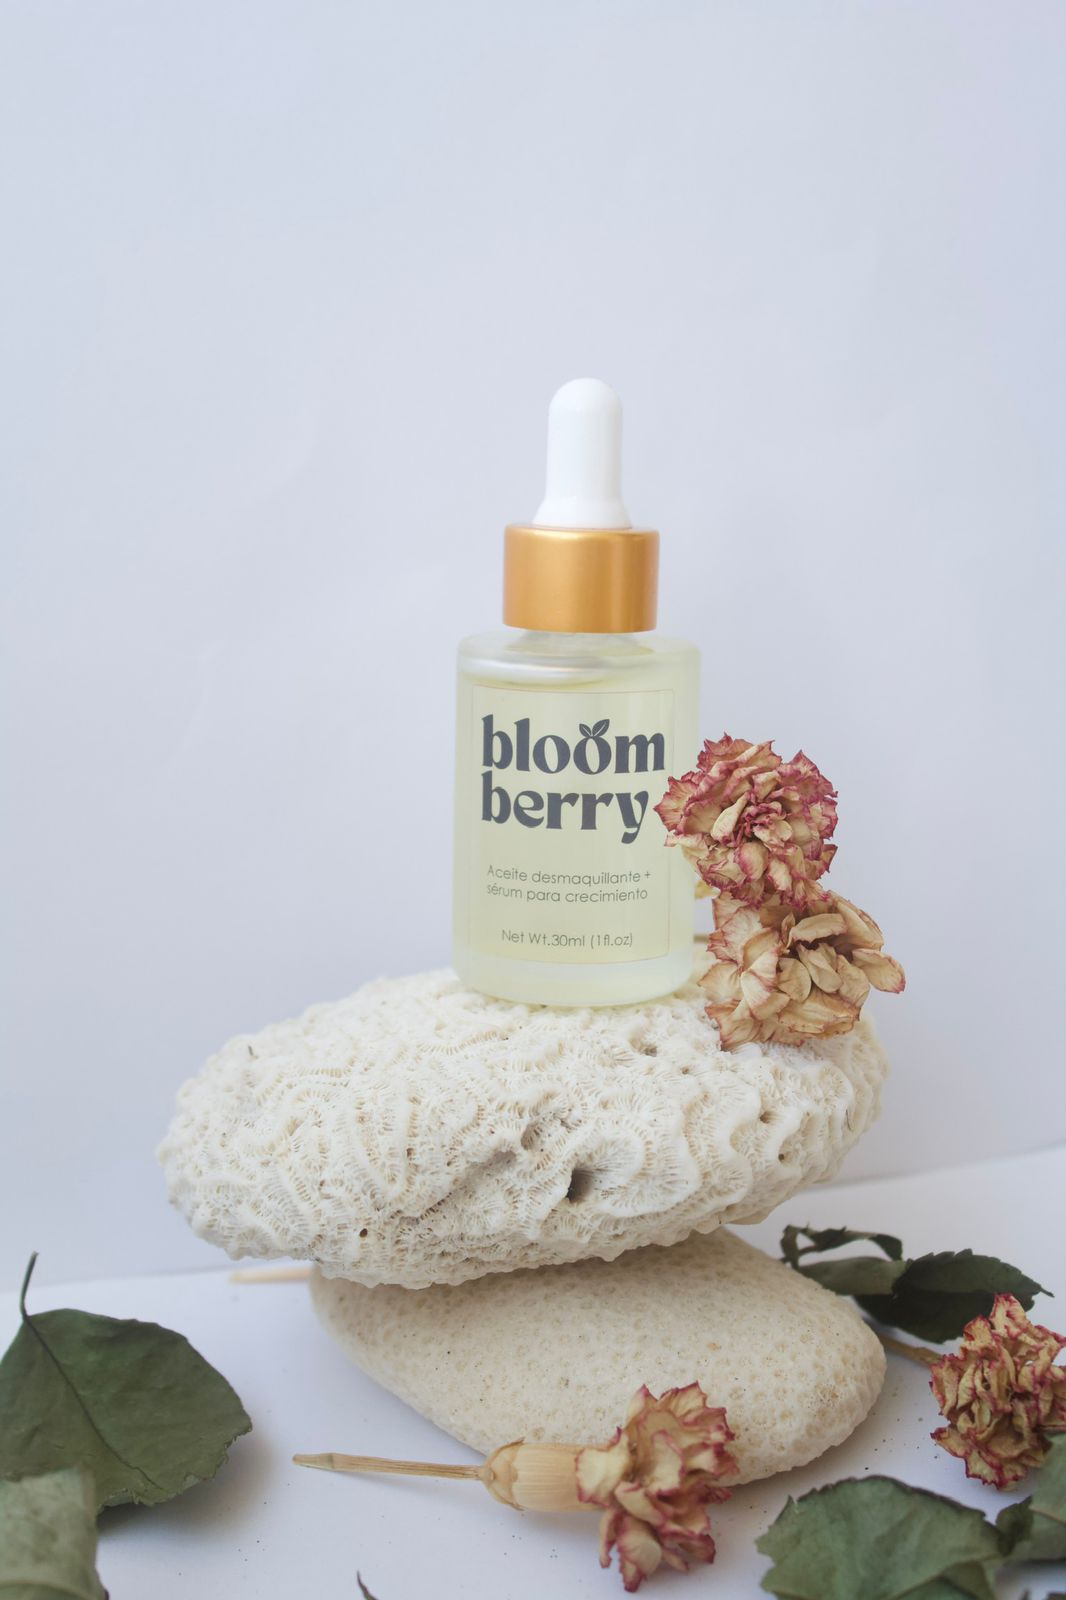 bloom
berry
Aceite desmaquillante +
sérum para crecimiento
Net Wt.30ml (1fl.oz)